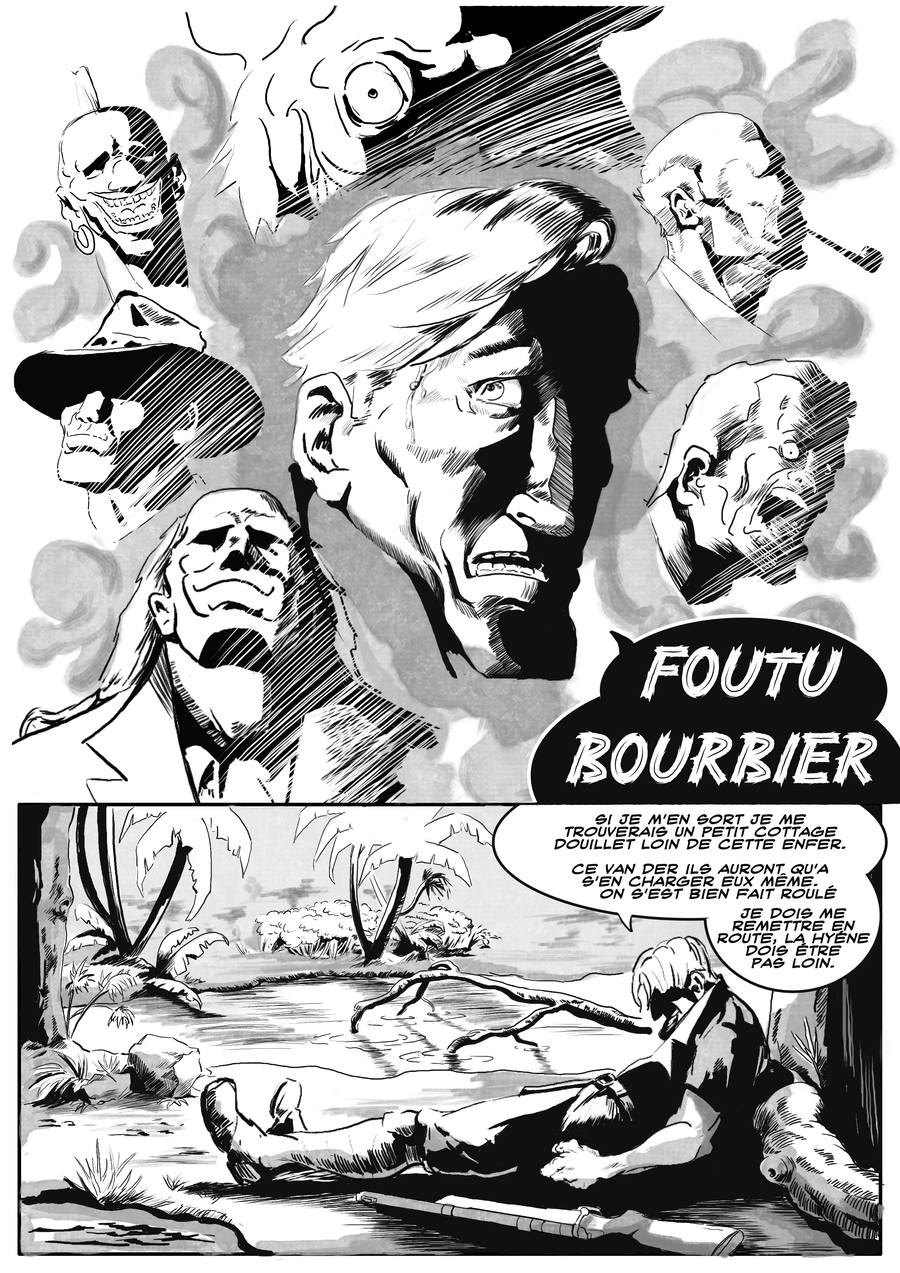 FOUTU
BOURBIER
SI JE M'EN SORT JE ME
TROUVERAIS UN PETIT COTTAGE
DOUILLET LOIN DE CETTE ENFER.
CE VAN DER ILS AURONT QU'A
S'EN CHARGER EUX MÊME.
ON S'EST BIEN FAIT ROULÉ
JE DOIS ME
REMETTRE EN
ROUTE, LA HYÈNE
DOIS ÊTRE
PAS LOIN.